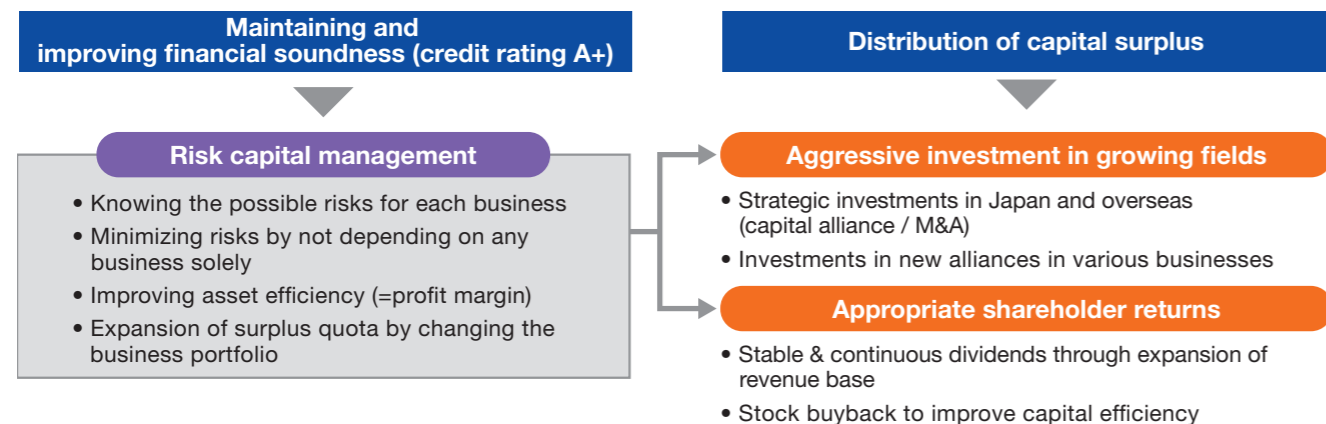 Maintaining and
improving financial soundness (credit rating A+)
Risk capital management
• Knowing the possible risks for each business
• Minimizing risks by not depending on any
business solely
• Improving asset efficiency (=profit margin)
• Expansion of surplus quota by changing the
business portfolio
Distribution of capital surplus
Aggressive investment in growing fields
• Strategic investments in Japan and overseas
(capital alliance / M&A)
• Investments in new alliances in various businesses
Appropriate shareholder returns
• Stable & continuous dividends through expansion of
revenue base
• Stock buyback to improve capital efficiency